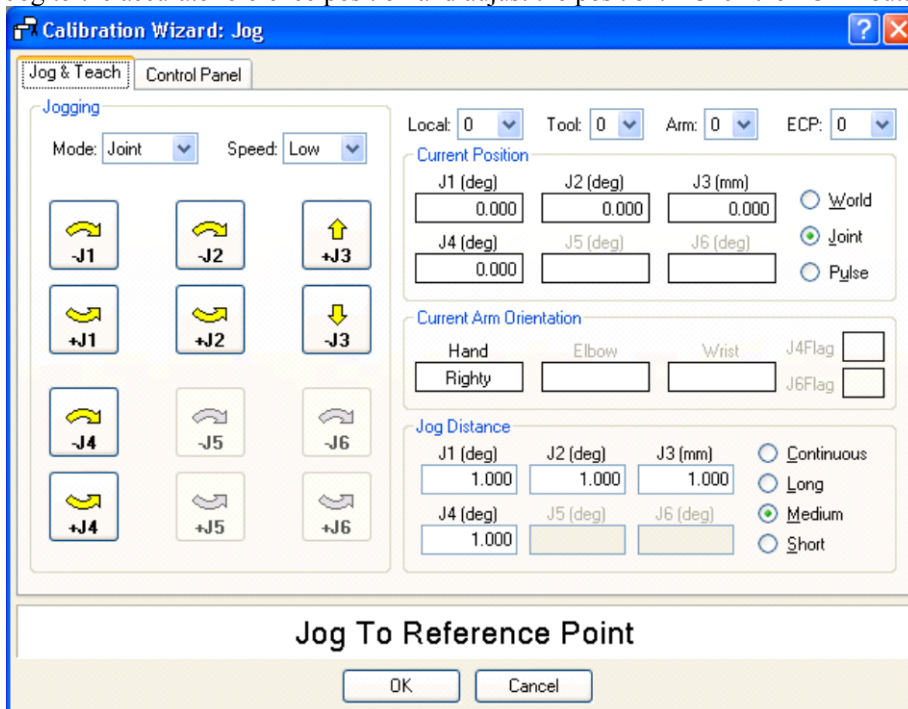 Calibration Wizard: Jog
Jog & Teach
Control Panel
Jogging
Mode: Joint
Speed: Low
-J1
-J2
+J3
+J1
+J2
-J3
-J4
-J5
-J6
+J4
+J5
+J6
Local: 0
Tool: 0
Arm: 0
ECP: 0
Current Position
J1 (deg) J2 (deg) J3 (mm)
0.000 0.000 0.000
J4 (deg) J5 (deg) J6 (deg)
0.000
World
Joint
Pulse
Current Arm Orientation
Hand Elbow Wrist
Righty
J4Flag
J6Flag
Jog Distance
J1 (deg) J2 (deg) J3 (mm)
1.000 1.000 1.000
J4 (deg) J5 (deg) J6 (deg)
1.000
Continuous
Long
Medium
Short
Jog To Reference Point
OK
Cancel